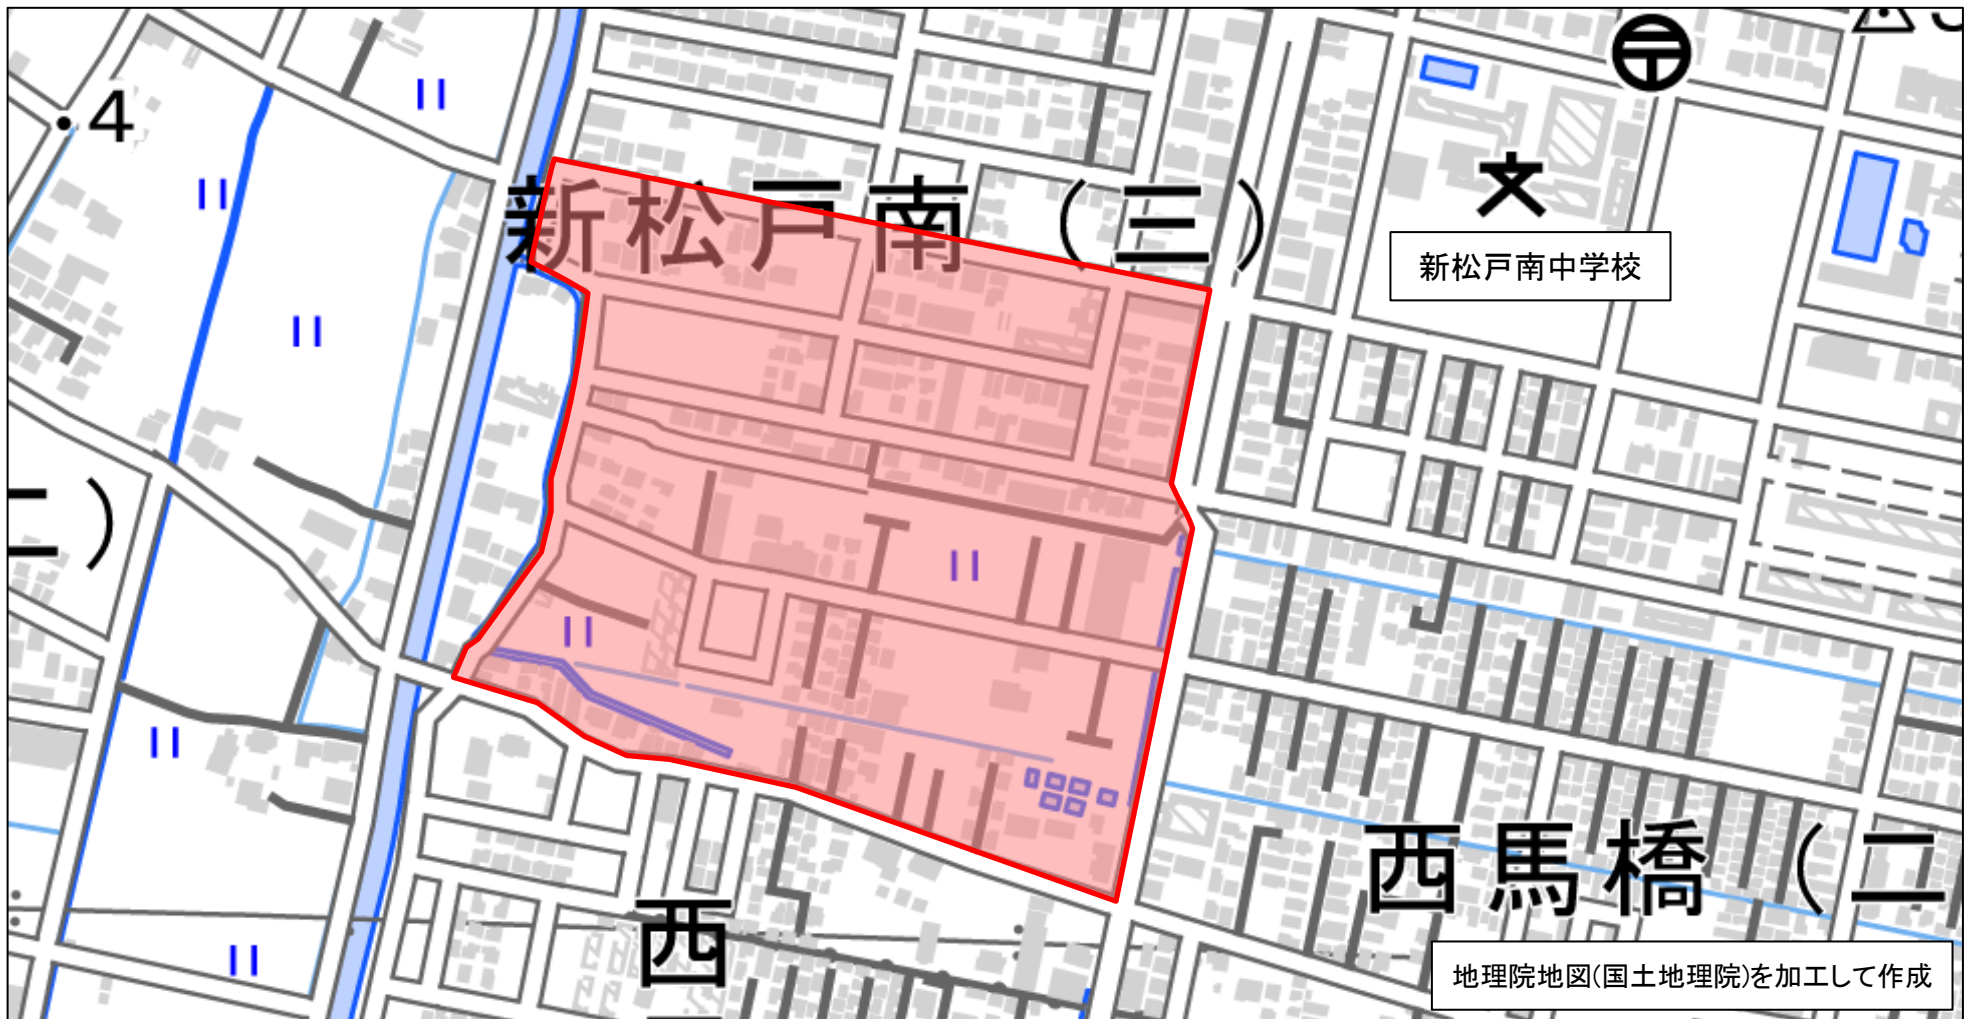 4
新松戸南（三）
新松戸南中学校
二）
西馬橋（二
西
地理院地図(国土地理院)を加工して作成